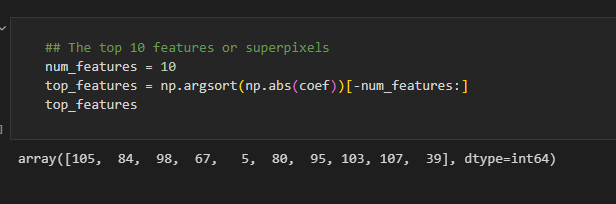 ## The top 10 features or superpixels
num_features = 10
top_features = np.argsort(np.abs(coef))[-num_features:]
top_features
]
array([105,  84,  98,  67,   5,  80,  95, 103, 107,  39], dtype=int64)